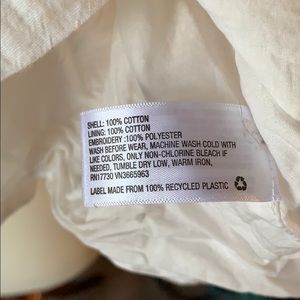 SHELL: 100% COTTON
LINING: 100% COTTON
EMBROIDERY :100% POLYESTER
WASH BEFORE WEAR, MACHINE WASH COLD WITH
LIKE COLORS, ONLY NON-CHLORINE BLEACH IF
NEEDED, TUMBLE DRY LOW, WARM IRON,
RN17730 VN3665963
LABEL MADE FROM 100% RECYCLED PLASTIC